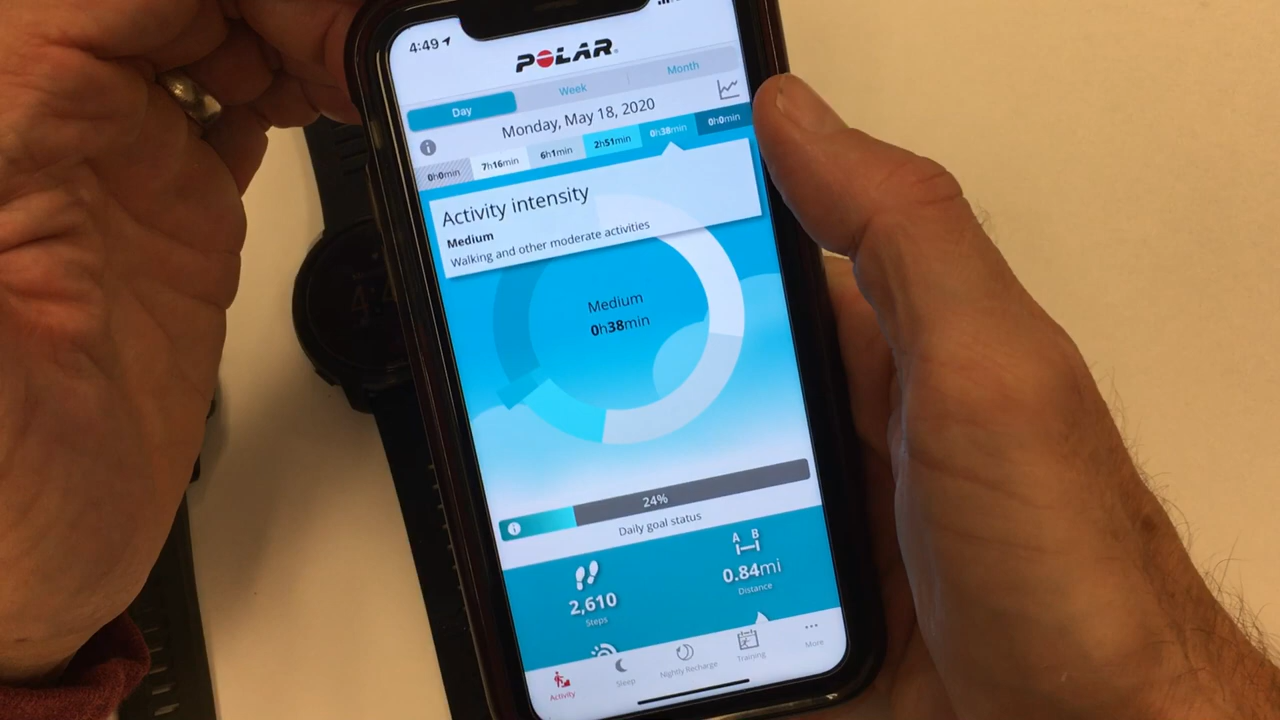 4:49
POLAR
Day
Week
Month
Monday, May 18, 2020
0h0min
7h16min
6h1min
2h51min
0h38min
0h0min
Activity intensity
Medium
Walking and other moderate activities
Medium
0h38min
24%
Daily goal status
A B
2,610
Steps
0.84mi
Distance
Activity
Sleep
Nightly Recharge
Training
More